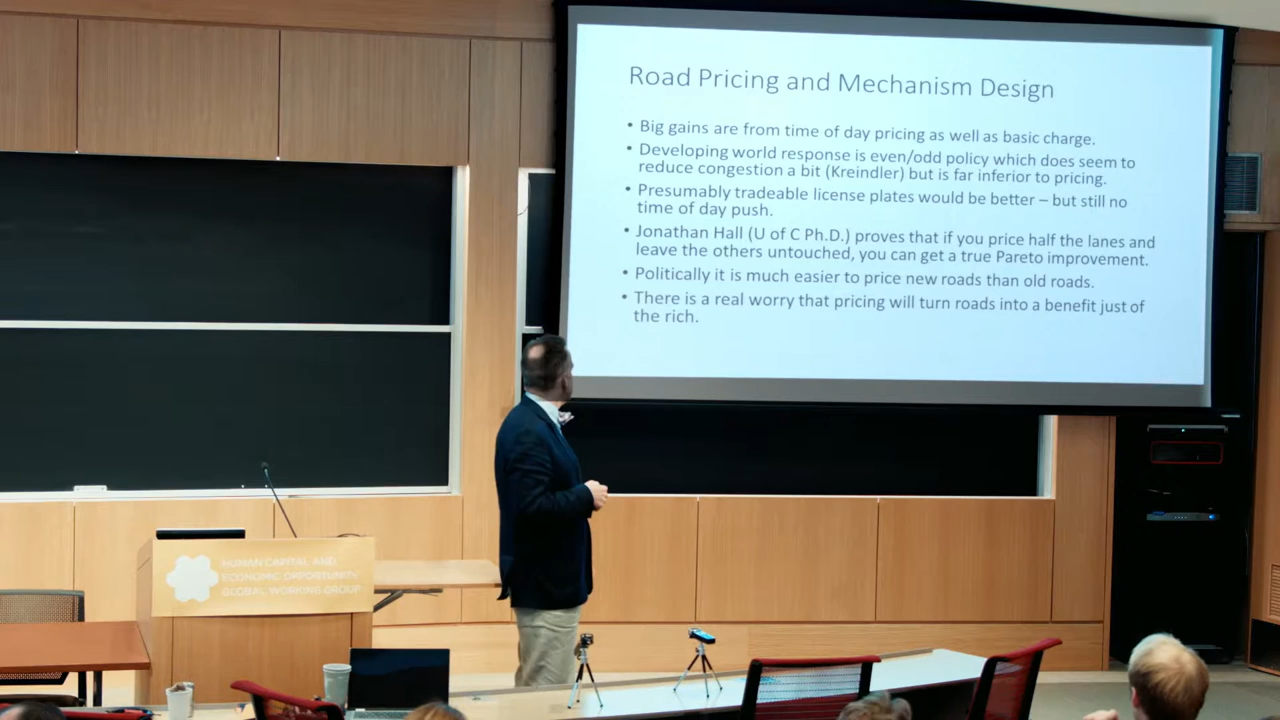 Road Pricing and Mechanism Design
• Big gains are from time of day pricing as well as basic charge.
• Developing world response is even/odd policy which does seem to
reduce congestion a bit (Kreindler) but is far inferior to pricing.
• Presumably tradeable license plates would be better – but still no
time of day push.
• Jonathan Hall (U of C Ph.D.) proves that if you price half the lanes and
leave the others untouched, you can get a true Pareto improvement.
• Politically it is much easier to price new roads than old roads.
• There is a real worry that pricing will turn roads into a benefit just of
the rich.
HUMAN CAPITAL AND
ECONOMIC OPPORTUNITY
GLOBAL WORKING GROUP